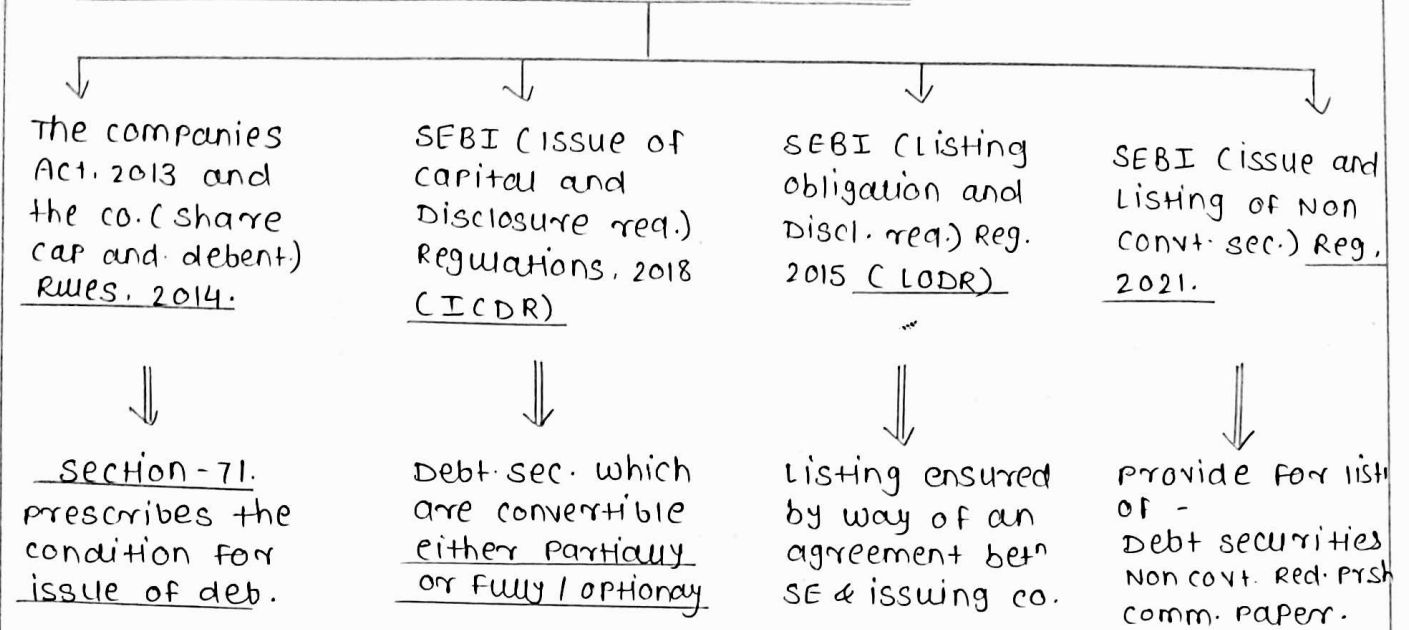 The companies
Act, 2013 and
the co. (share
cap and debent.)
Rules, 2014.
section-71.
prescribes the
condition for
issue of deb.
SEBI (Issue of
capital and
Disclosure req.)
Regulations, 2018
(ICDR)
Debt. sec. which
are convertible
either partially
or fully / optionay
SEBI (Listing
obligation and
Discl. req.) Reg.
2015 (LODR)
Listing ensured
by way of an
agreement betn
SE & issuing co.
SEBI (issue and
Listing of Non
convt. sec.) Reg.
2021.
provide for listi
of -
Debt securities
Non covt. Red. Prsh
comm. paper.